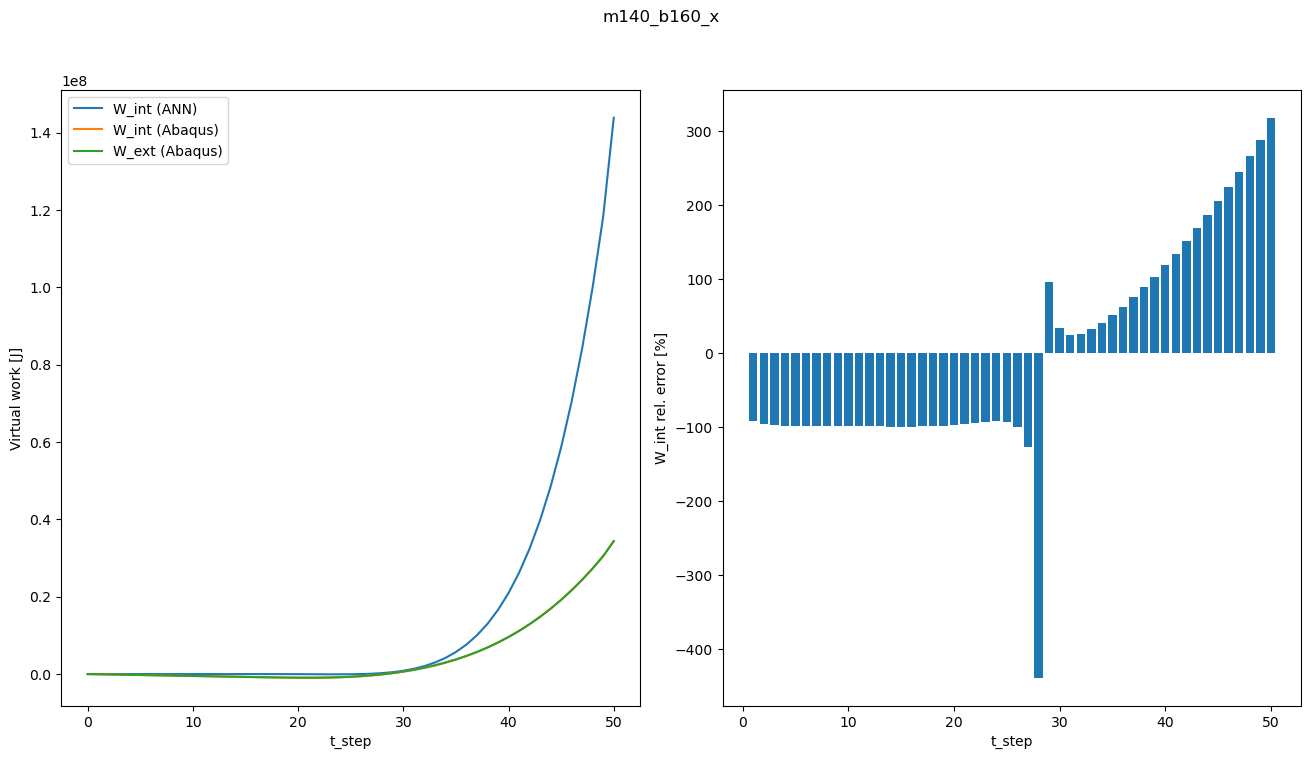 m140_b160_x
1e8
W_int (ANN)
W_int (Abaqus)
W_ext (Abaqus)
Virtual work [J]
1.4
1.2
1.0
0.8
0.6
0.4
0.2
0.0
0 10 20 30 40 50
t_step
W_int rel. error [%]
300
200
100
0
−100
−200
−300
−400
0 10 20 30 40 50
t_step